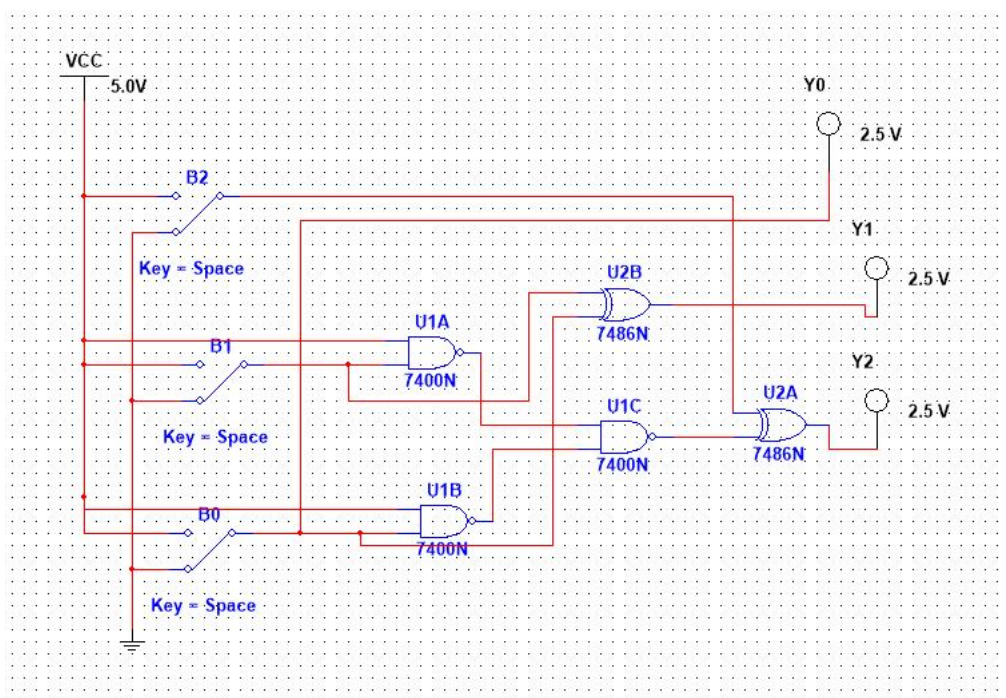 VCC
5.0V
Y0
2.5 V
B2
Key = Space
Y1
2.5 V
U2B
7486N
U1A
B1
7400N
Key = Space
Y2
2.5 V
U2A
7486N
U1C
7400N
U1B
B0
7400N
Key = Space